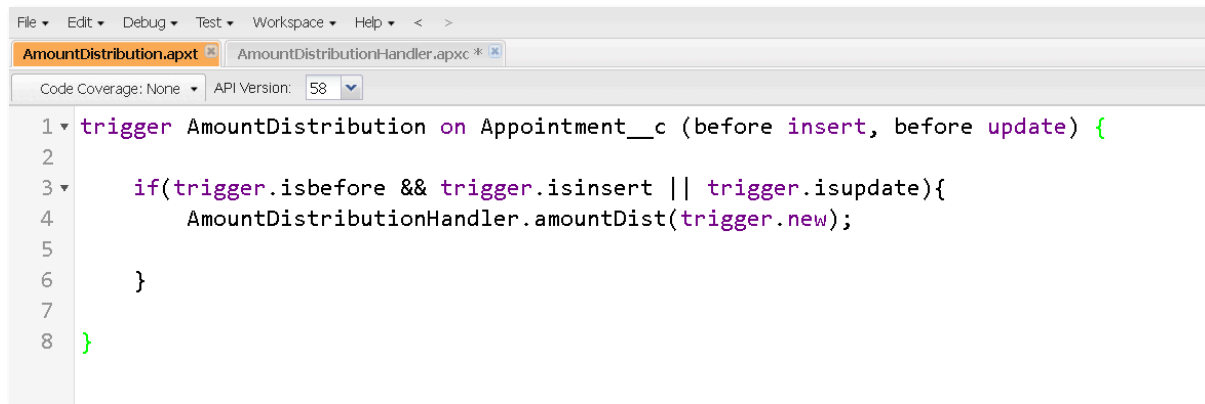 File Edit Debug Test Workspace Help < >
AmountDistribution.apxt AmountDistributionHandler.apxc *
Code Coverage: None API Version: 58
1 trigger AmountDistribution on Appointment__c (before insert, before update) {
2
3 if(trigger.isbefore && trigger.isinsert || trigger.isupdate){
4 AmountDistributionHandler.amountDist(trigger.new);
5
6 }
7
8 }